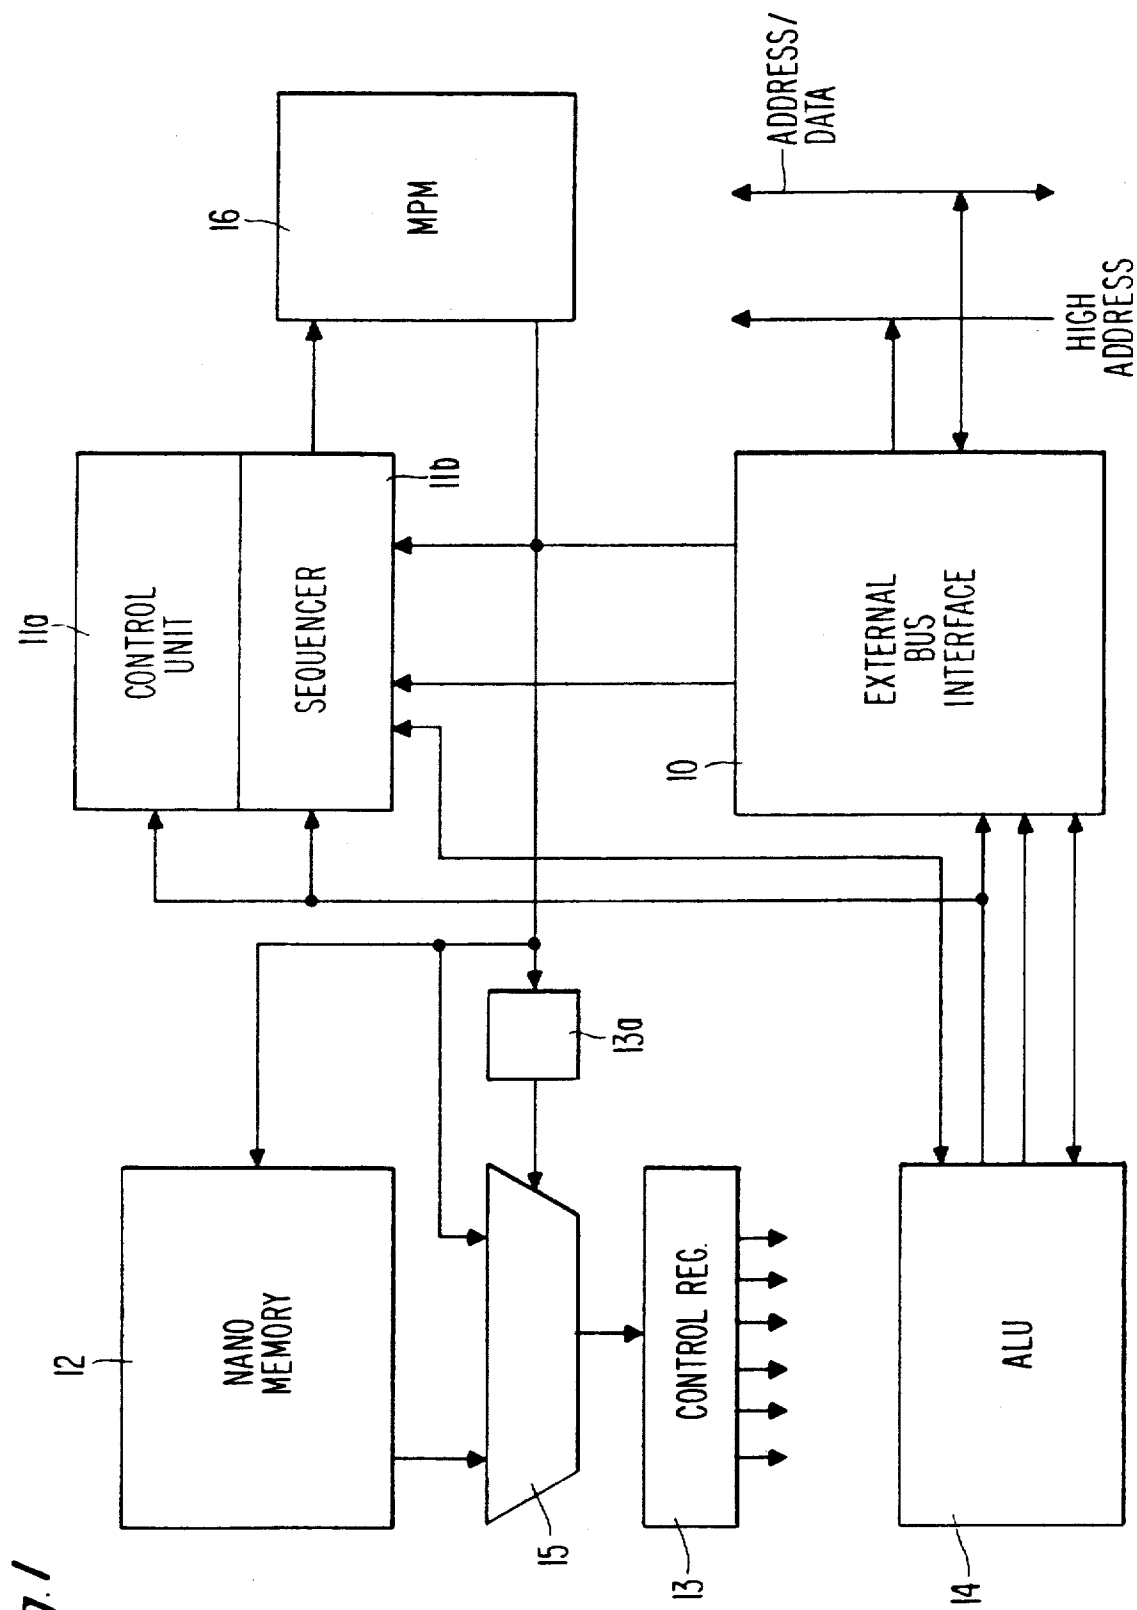 12
NANO
MEMORY
11a
CONTROL
UNIT
SEQUENCER
11b
16
MPM
15
13a
13
CONTROL REG.
10
EXTERNAL
BUS
INTERFACE
14
ALU
ADDRESS/
DATA
HIGH
ADDRESS